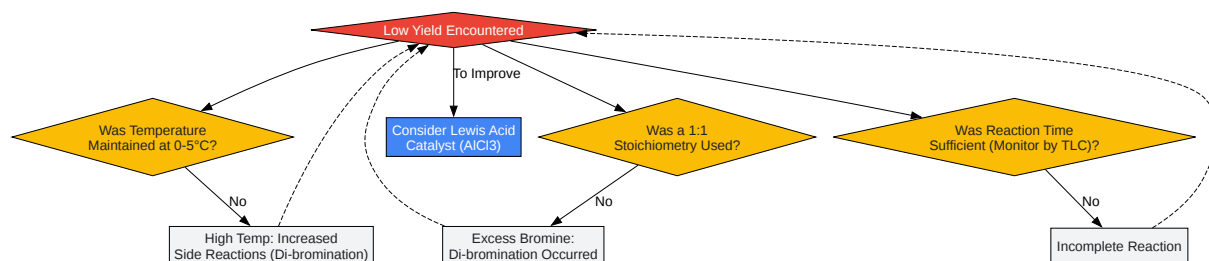 Low Yield Encountered
To Improve
Was Temperature
Maintained at 0-5°C?
Consider Lewis Acid
Catalyst (AlCl3)
Was a 1:1
Stoichiometry Used?
Was Reaction Time
Sufficient (Monitor by TLC)?
No
No
No
High Temp: Increased
Side Reactions (Di-bromination)
Excess Bromine:
Di-bromination Occurred
Incomplete Reaction